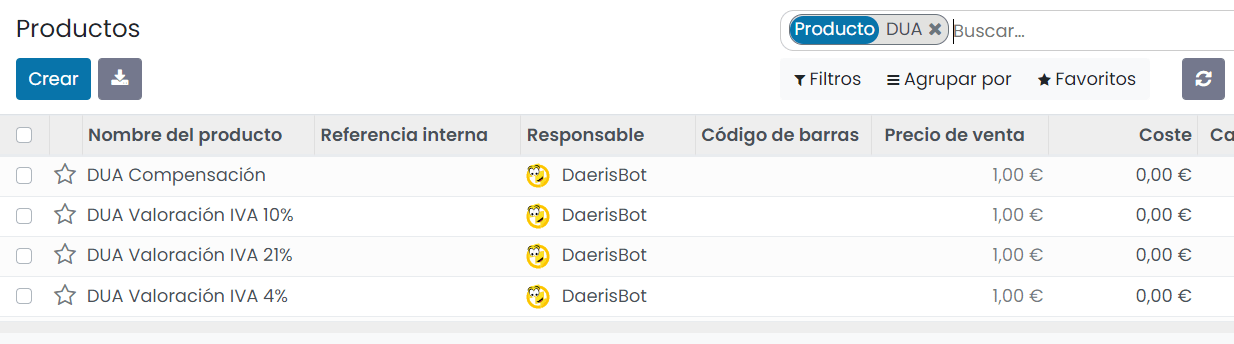 Productos
Producto DUA Buscar...
Crear
Filtros Agrupar por Favoritos
Nombre del producto Referencia interna Responsable Código de barras Precio de venta Coste Ca
DUA Compensación DaerisBot 1,00 € 0,00 €
DUA Valoración IVA 10% DaerisBot 1,00 € 0,00 €
DUA Valoración IVA 21% DaerisBot 1,00 € 0,00 €
DUA Valoración IVA 4% DaerisBot 1,00 € 0,00 €